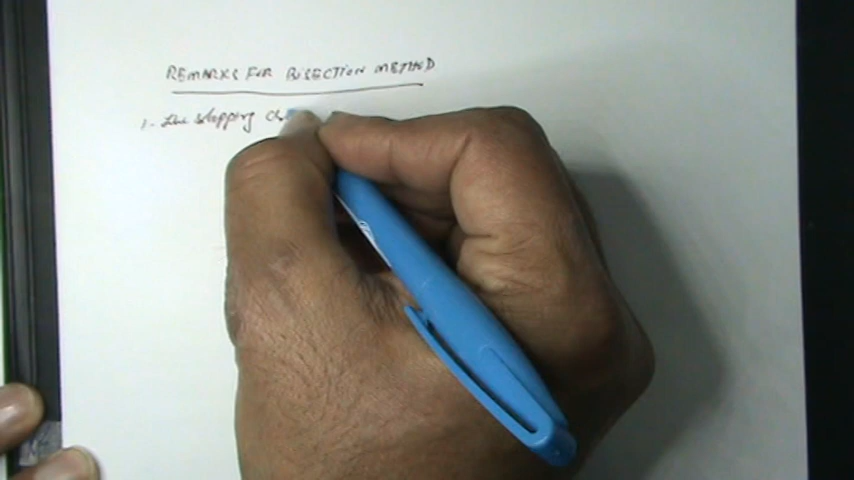 REMARKS FOR BISECTION METHOD
1. The stopping